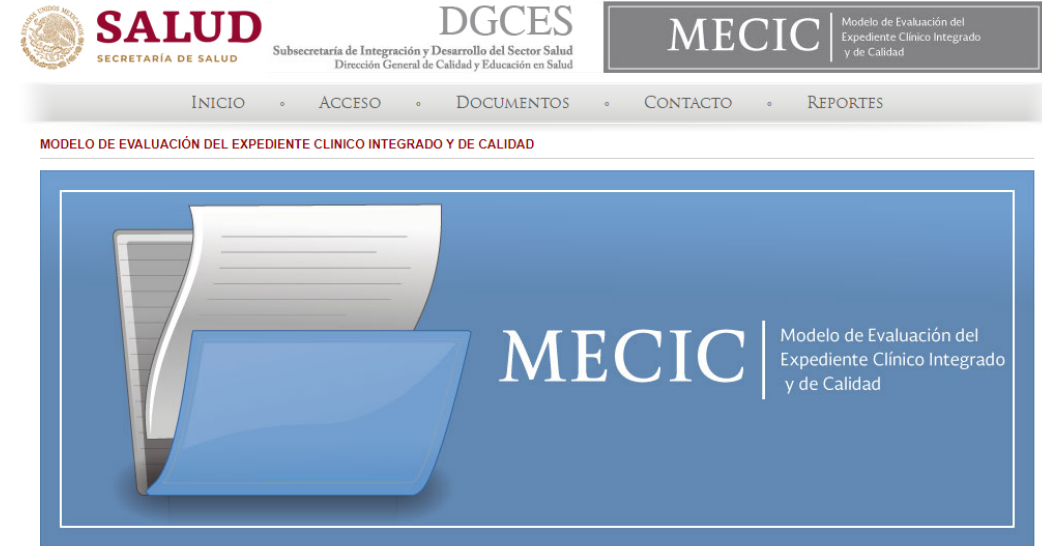 SALUD
SECRETARÍA DE SALUD
DGCES
Subsecretaría de Integración y Desarrollo del Sector Salud
Dirección General de Calidad y Educación en Salud
MECIC
Modelo de Evaluación del
Expediente Clínico Integrado
y de Calidad
INICIO ∘ ACCESO ∘ DOCUMENTOS ∘ CONTACTO ∘ REPORTES
MODELO DE EVALUACIÓN DEL EXPEDIENTE CLINICO INTEGRADO Y DE CALIDAD
MECIC
Modelo de Evaluación del
Expediente Clínico Integrado
y de Calidad